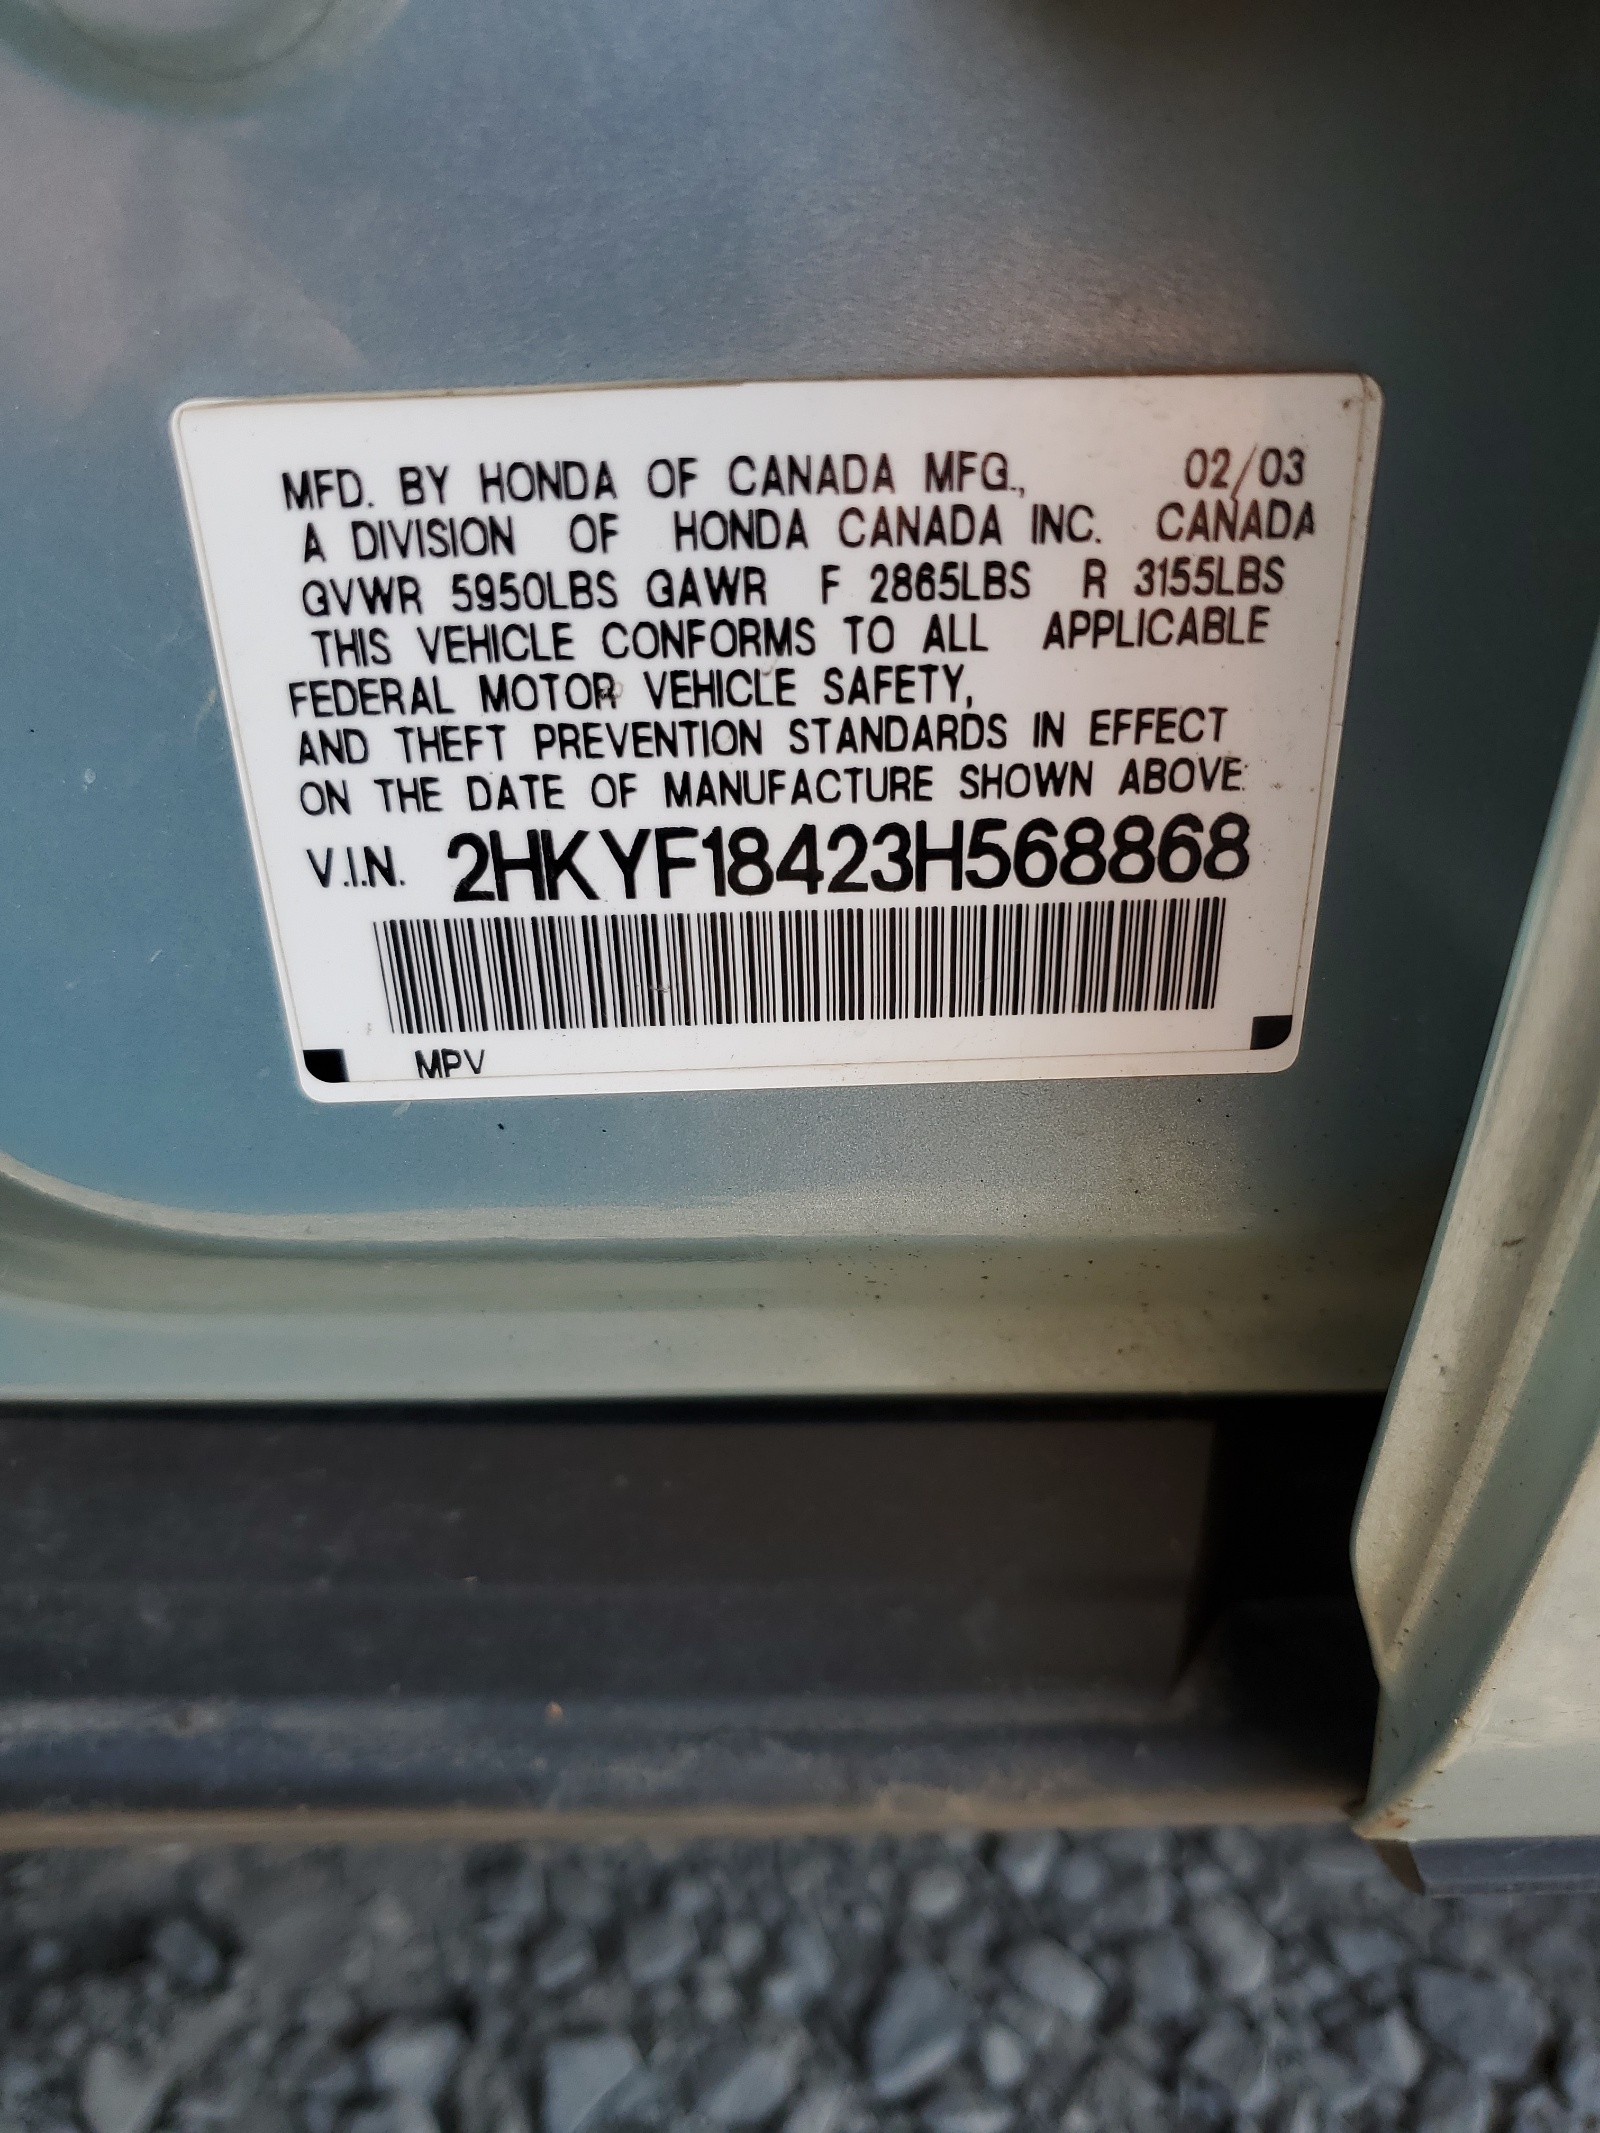 MFD. BY HONDA OF CANADA MFG., 02/03
A DIVISION OF HONDA CANADA INC. CANADA
GVWR 5950LBS GAWR F 2865LBS R 3155LBS
THIS VEHICLE CONFORMS TO ALL APPLICABLE
FEDERAL MOTOR VEHICLE SAFETY,
AND THEFT PREVENTION STANDARDS IN EFFECT
ON THE DATE OF MANUFACTURE SHOWN ABOVE.
V.I.N. 2HKYF18423H568868
MPV